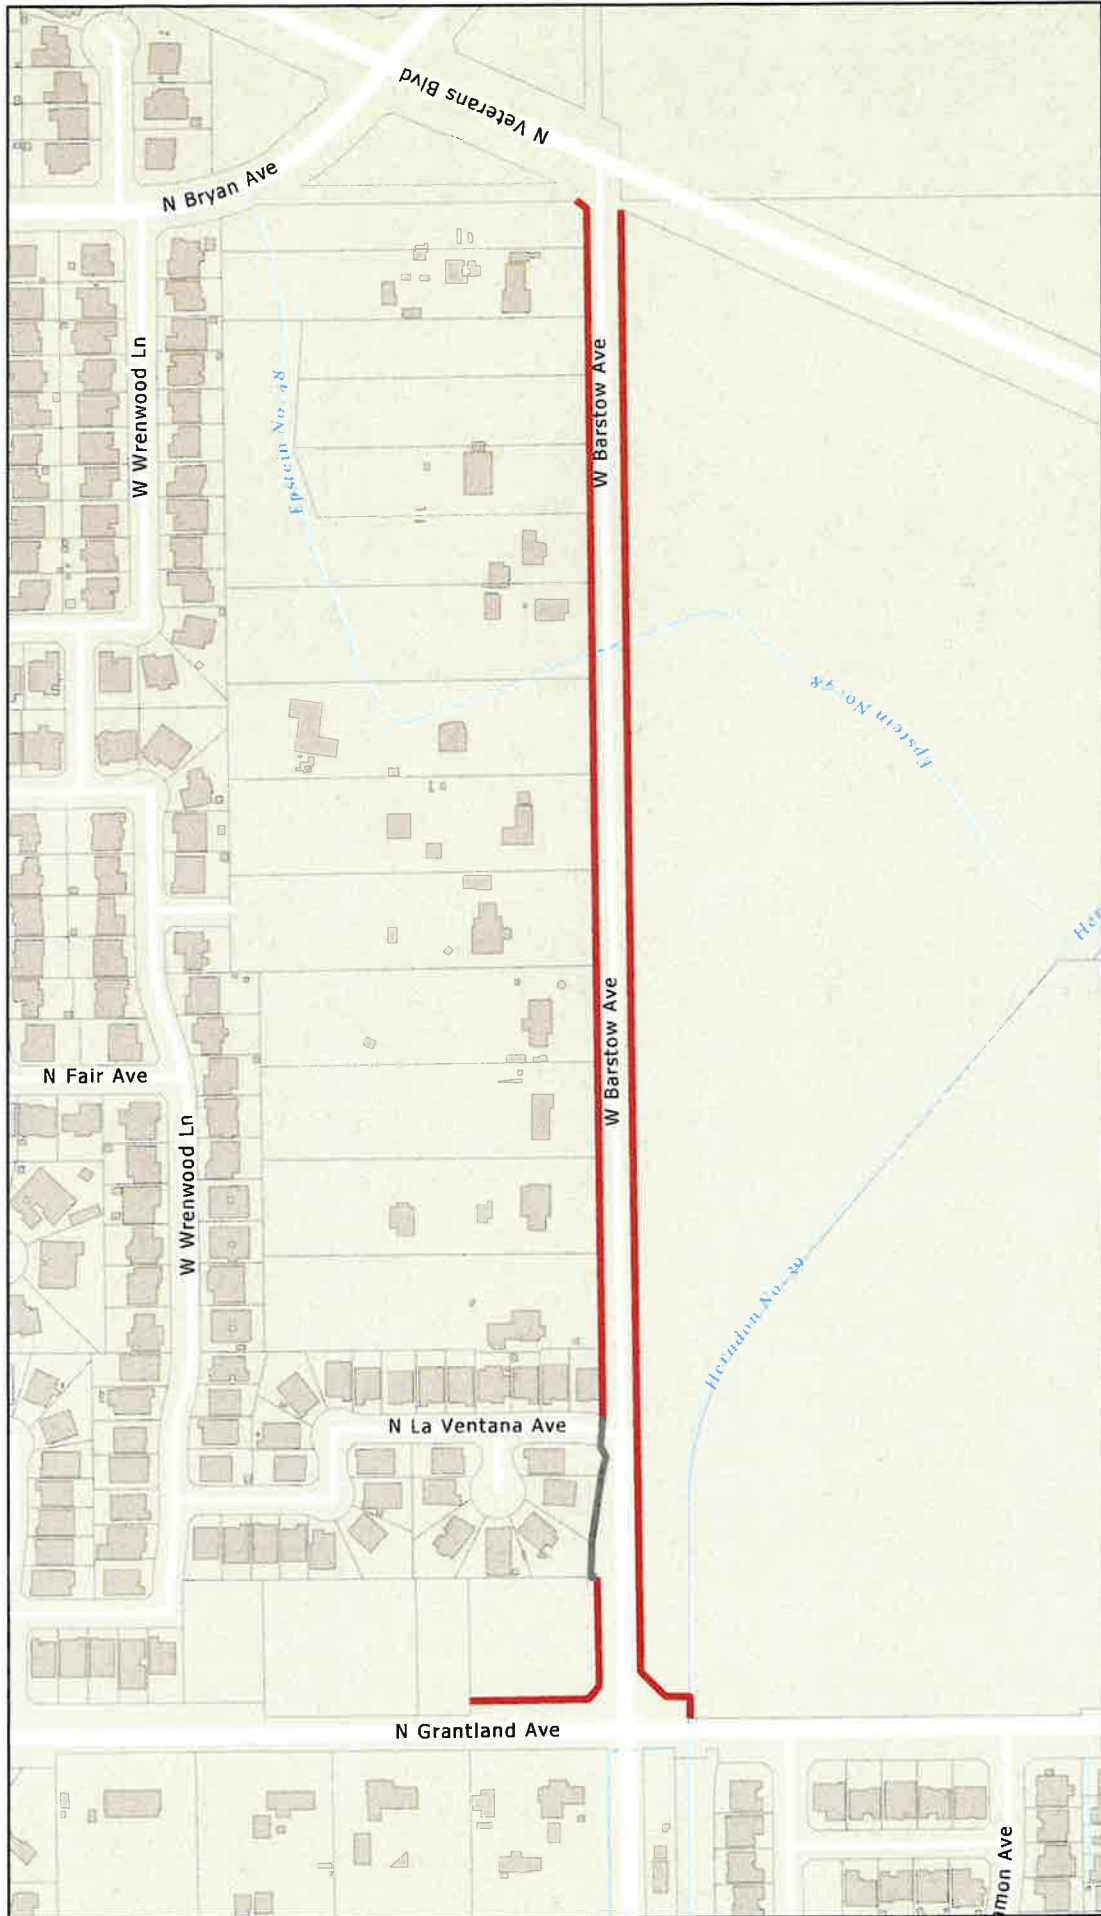 N Veterans Blvd
N Bryan Ave
W Wrenwood Ln
W Barstow Ave
Epstein No. 48
Epstein No. 48
W Barstow Ave
N Fair Ave
W Wrenwood Ln
Herndon No. 39
N La Ventana Ave
N Grantland Ave